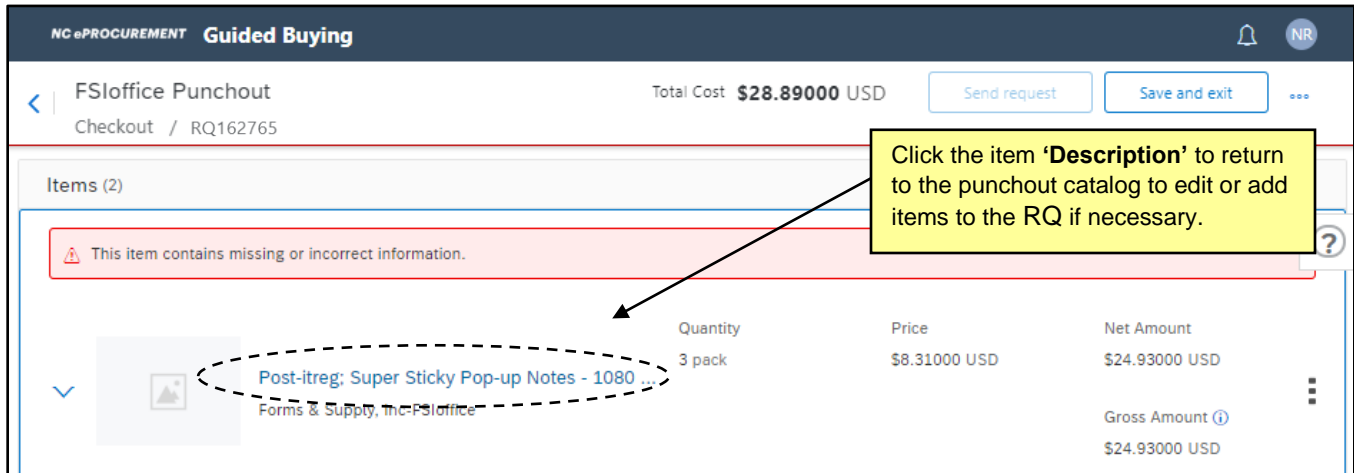 NC ePROCUREMENT Guided Buying
NR
FSIoffice Punchout
Total Cost $28.89000 USD
Send request
Save and exit
Checkout / RQ162765
Click the item ‘Description’ to return
to the punchout catalog to edit or add
items to the RQ if necessary.
Items (2)
This item contains missing or incorrect information.
?
Quantity
Price
Net Amount
3 pack
$8.31000 USD
$24.93000 USD
Post-itreg; Super Sticky Pop-up Notes - 1080 ...
Forms & Supply, Inc-FSIoffice
Gross Amount
$24.93000 USD